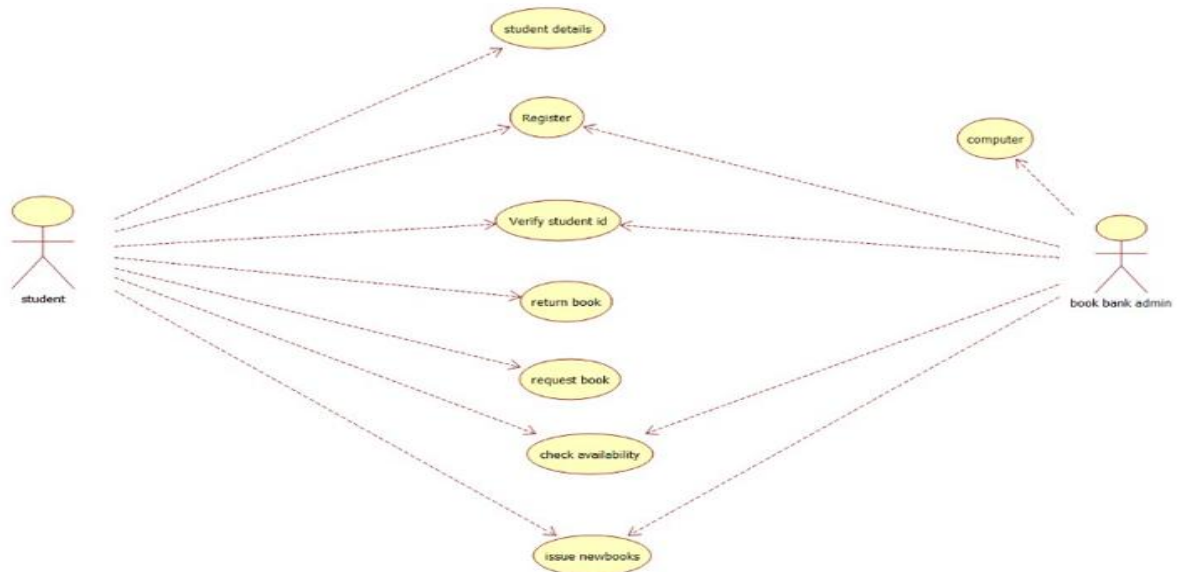 student details
Register
computer
Verify student id
student
return book
book bank admin
request book
check availability
issue newbooks